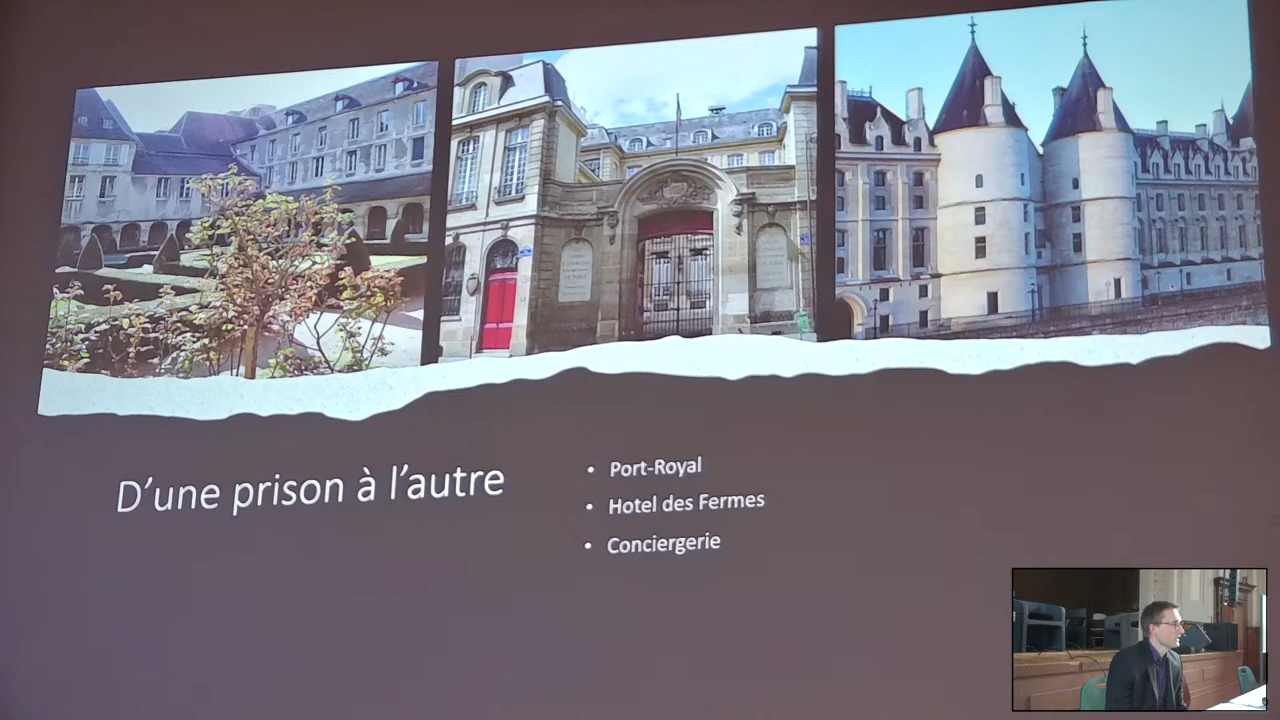 D'une prison à l'autre
• Port-Royal
• Hotel des Fermes
• Conciergerie